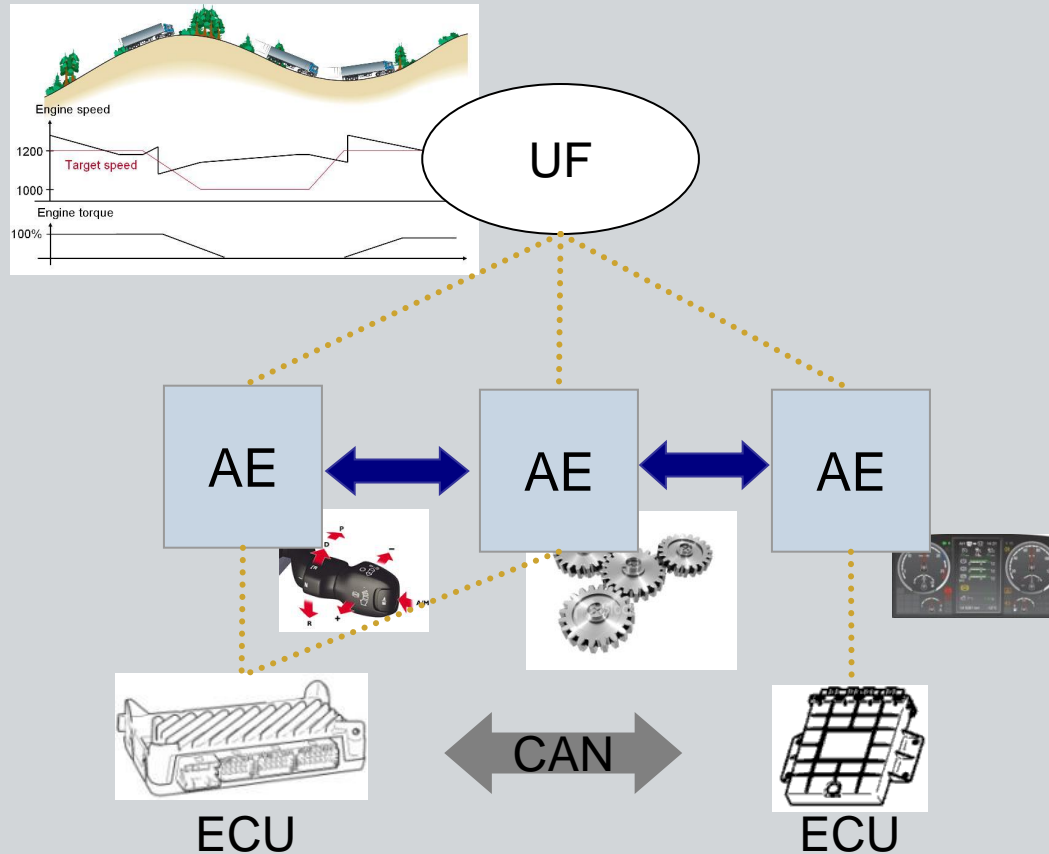 Engine speed
1200
Target speed
1000
Engine torque
100%
UF
AE
AE
AE
P
D
N
R
+
−
A/M
CAN
ECU
ECU